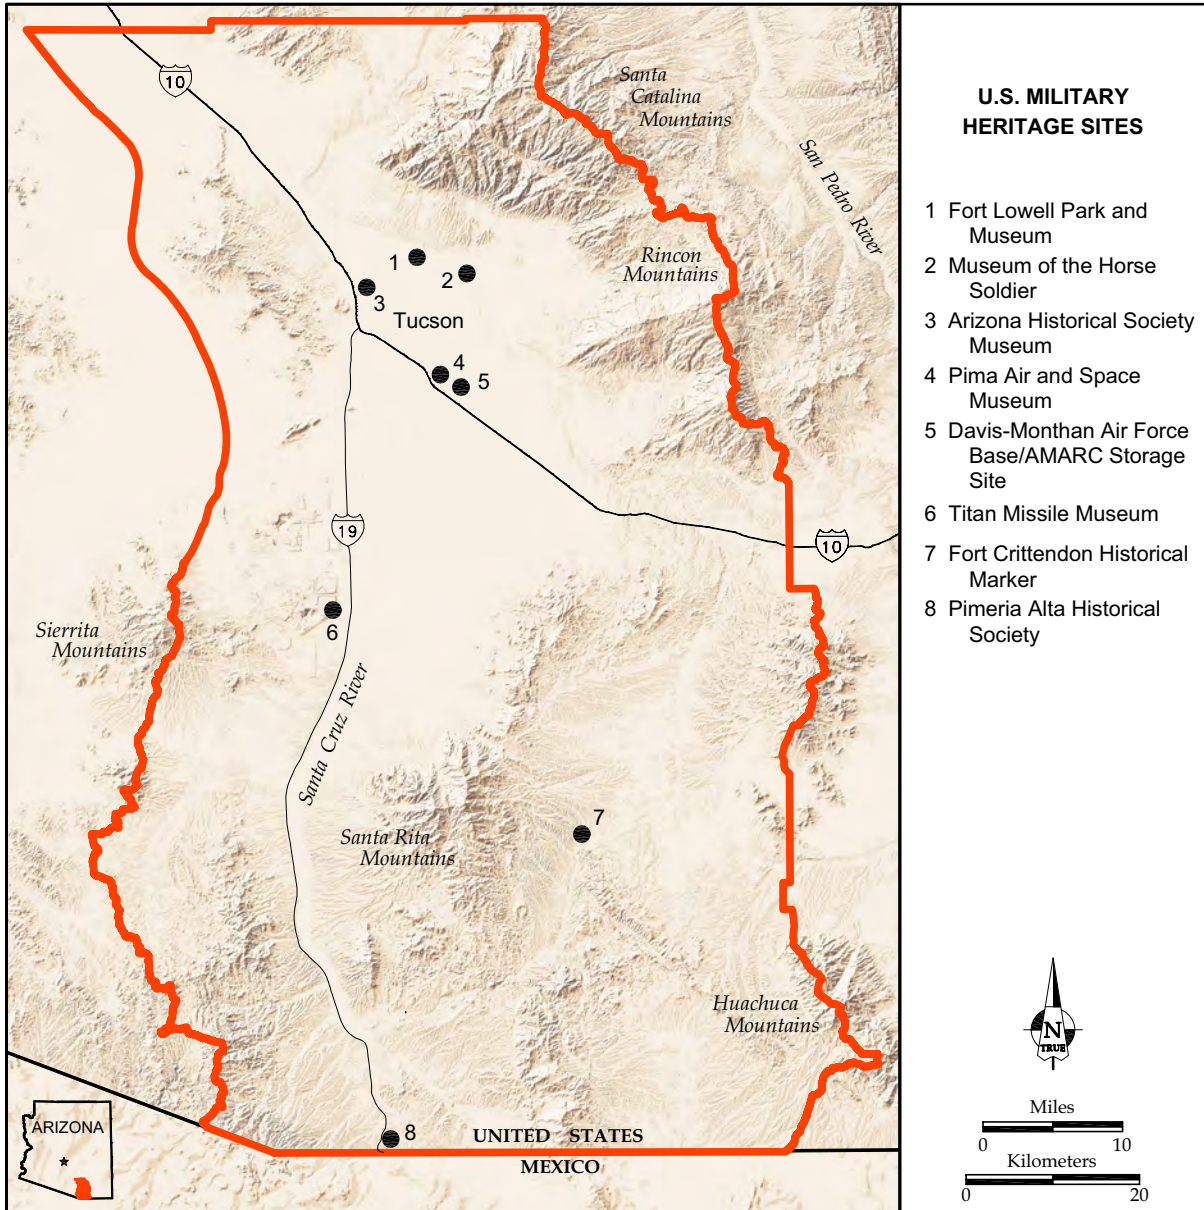 10
Santa
Catalina
Mountains
San Pedro River
Rincon
Mountains
1
2
3
Tucson
4
5
19
10
6
Sierrita
Mountains
Santa Cruz River
7
Santa Rita
Mountains
Huachuca
Mountains
8
UNITED STATES
MEXICO
ARIZONA
U.S. MILITARY
HERITAGE SITES
1 Fort Lowell Park and
Museum
2 Museum of the Horse
Soldier
3 Arizona Historical Society
Museum
4 Pima Air and Space
Museum
5 Davis-Monthan Air Force
Base/AMARC Storage
Site
6 Titan Missile Museum
7 Fort Crittendon Historical
Marker
8 Pimeria Alta Historical
Society
N
TRUE
Miles
0 10
Kilometers
0 20